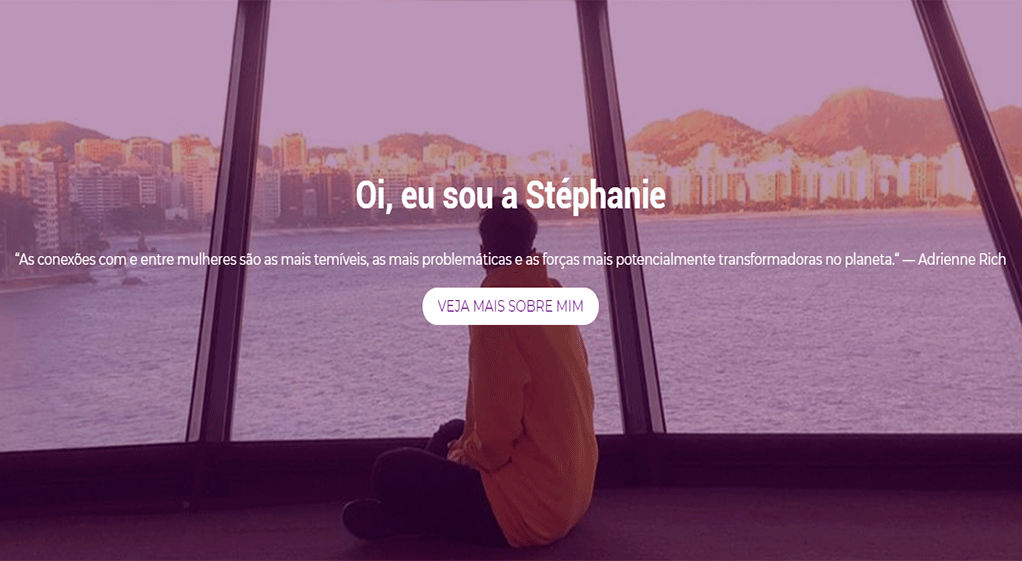 Oi, eu sou a Stéphanie
“As conexões com e entre mulheres são as mais temíveis, as mais problemáticas e as forças mais potencialmente transformadoras no planeta.“ — Adrienne Rich
VEJA MAIS SOBRE MIM